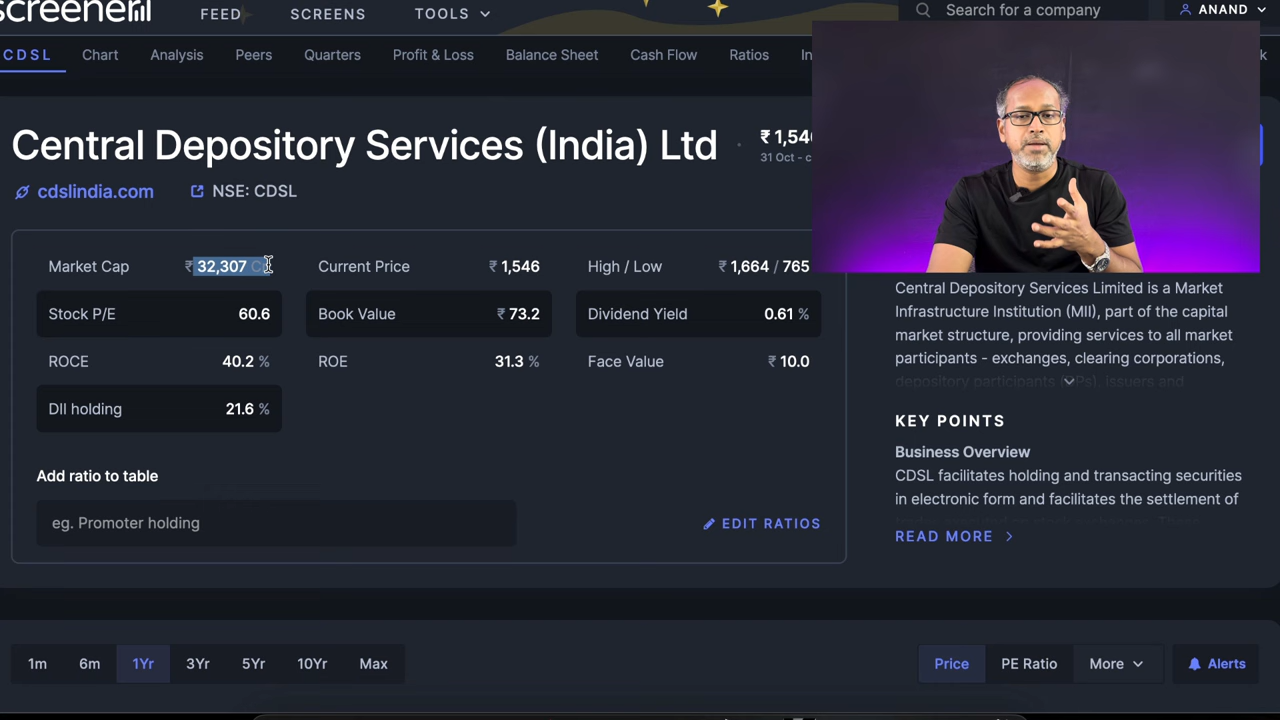 screener
FEED
SCREENS
TOOLS
Search for a company
ANAND
CDSL
Chart
Analysis
Peers
Quarters
Profit & Loss
Balance Sheet
Cash Flow
Ratios
Central Depository Services (India) Ltd
31 Oct
cdslindia.com
NSE: CDSL
Market Cap ₹ 32,307
Current Price ₹ 1,546
High / Low ₹ 1,664 / 765
Stock P/E 60.6
Book Value ₹ 73.2
Dividend Yield 0.61 %
ROCE 40.2 %
ROE 31.3 %
Face Value ₹ 10.0
DII holding 21.6 %
Add ratio to table
eg. Promoter holding
EDIT RATIOS
Central Depository Services Limited is a Market
Infrastructure Institution (MII), part of the capital
market structure, providing services to all market
participants - exchanges, clearing corporations,
depository participants (DPs), issuers and
KEY POINTS
Business Overview
CDSL facilitates holding and transacting securities
in electronic form and facilitates the settlement of
READ MORE
1m
6m
1Yr
3Yr
5Yr
10Yr
Max
Price
PE Ratio
More
Alerts